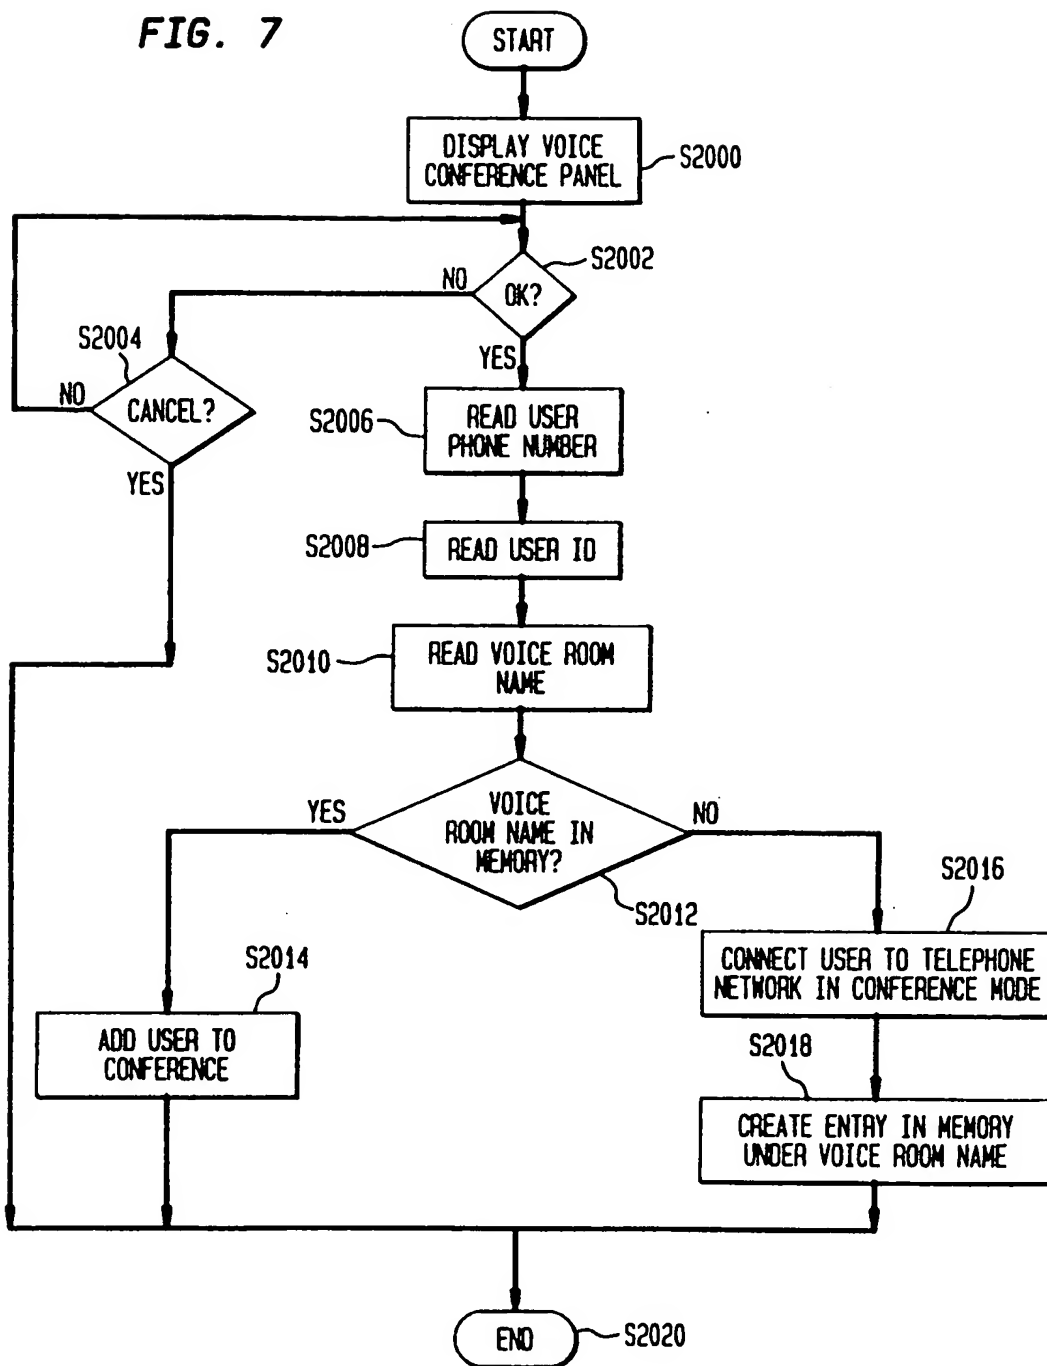 FIG. 7
START
DISPLAY VOICE
CONFERENCE PANEL
S2000
S2002
NO
OK?
S2004
YES
NO
CANCEL?
S2006
READ USER
PHONE NUMBER
YES
S2008
READ USER ID
S2010
READ VOICE ROOM
NAME
YES
VOICE
ROOM NAME IN
MEMORY?
NO
S2012
S2016
S2014
CONNECT USER TO TELEPHONE
NETWORK IN CONFERENCE MODE
ADD USER TO
CONFERENCE
S2018
CREATE ENTRY IN MEMORY
UNDER VOICE ROOM NAME
END
S2020